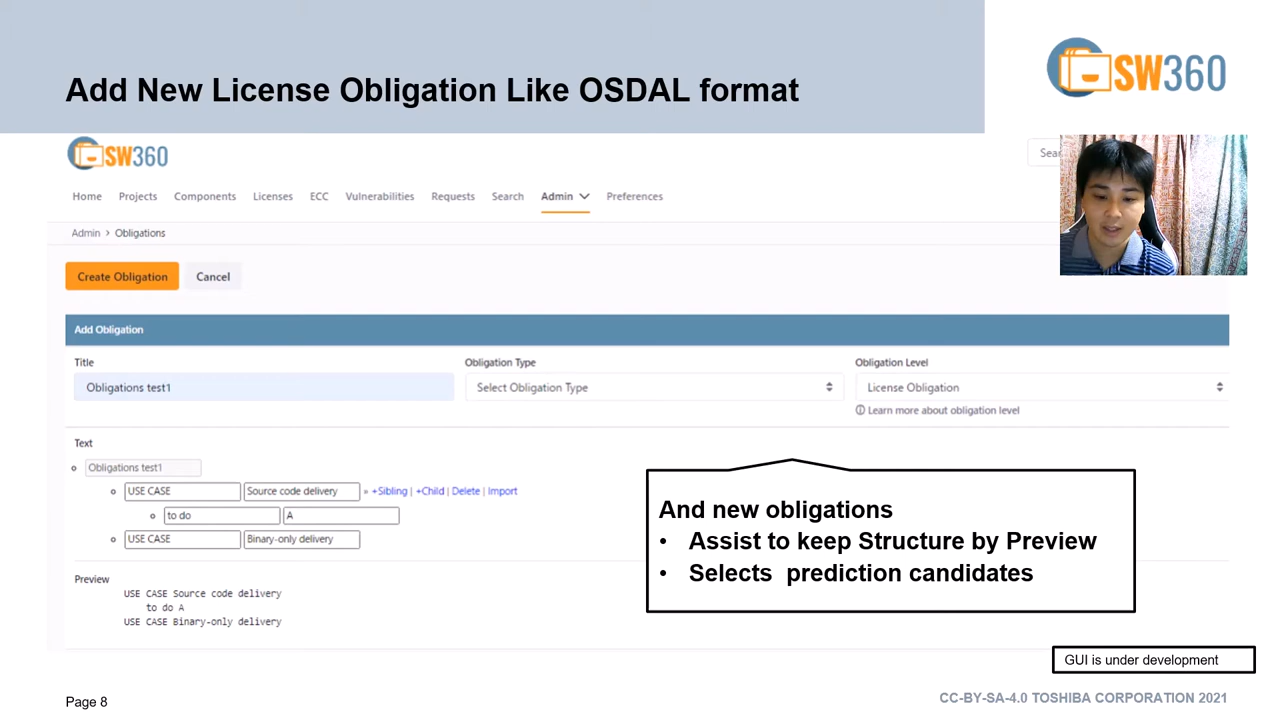 Add New License Obligation Like OSDAL format
SW360
SW360
Home Projects Components Licenses ECC Vulnerabilities Requests Search Admin Preferences
Admin > Obligations
Create Obligation Cancel
Add Obligation
Title Obligation Type Obligation Level
Obligations test1 Select Obligation Type License Obligation
Learn more about obligation level
Text
Obligations test1
USE CASE Source code delivery » +Sibling | +Child | Delete | Import
to do A
USE CASE Binary-only delivery
And new obligations
• Assist to keep Structure by Preview
• Selects prediction candidates
Preview
USE CASE Source code delivery
to do A
USE CASE Binary-only delivery
GUI is under development
Page 8
CC-BY-SA-4.0 TOSHIBA CORPORATION 2021